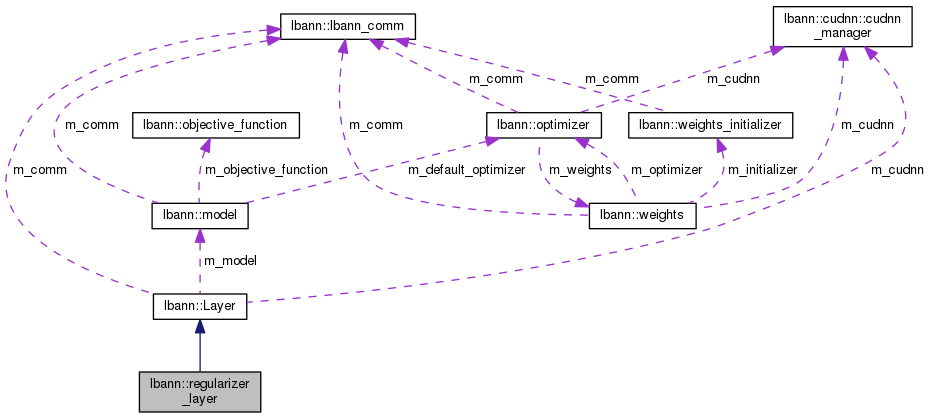 lbann::lbann_comm
lbann::cudnn::cudnn
_manager
m_comm
m_comm
m_cudnn
m_comm
lbann::objective_function
m_comm
lbann::optimizer
lbann::weights_initializer
m_cudnn
m_comm
m_objective_function
m_default_optimizer
m_weights
m_optimizer
m_initializer
m_cudnn
lbann::model
lbann::weights
m_model
lbann::Layer
lbann::regularizer
_layer